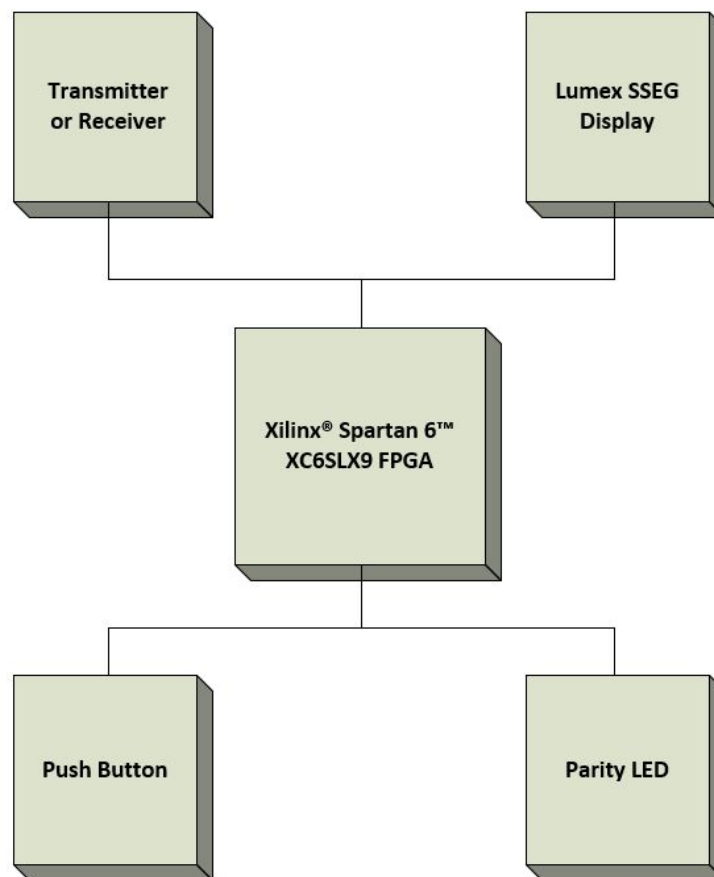 Transmitter
or Receiver
Lumex SSEG
Display
Xilinx® Spartan 6™
XC6SLX9 FPGA
Push Button
Parity LED